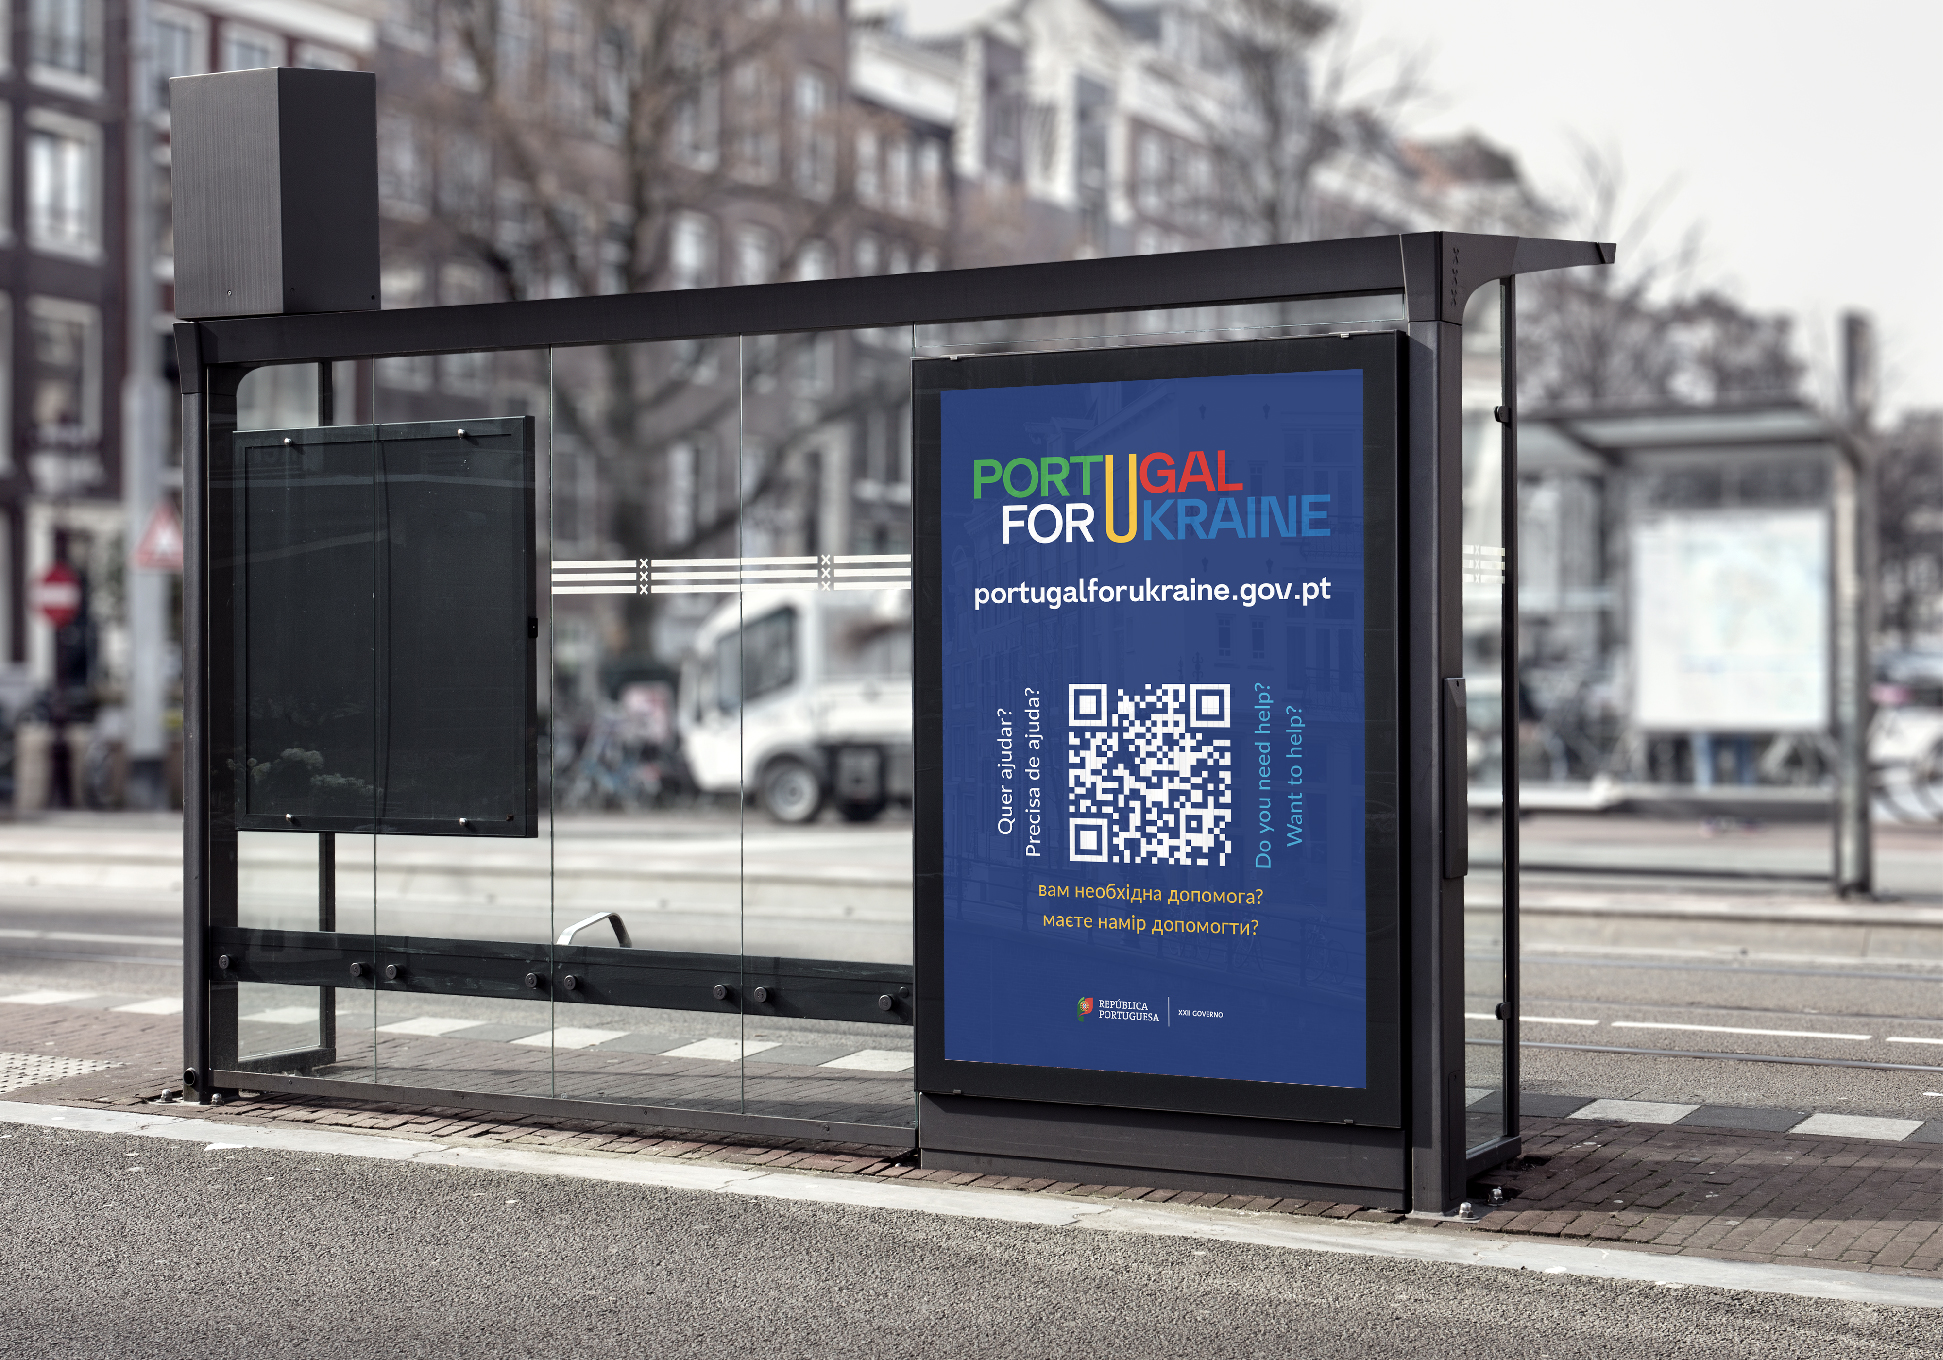 PORTUGAL
FOR UKRAINE
portugalforukraine.gov.pt
Quer ajudar?
Precisa de ajuda?
Do you need help?
Want to help?
вам необхідна допомога?
маєте намір допомогти?
REPÚBLICA
PORTUGUESA
XXII GOVERNO